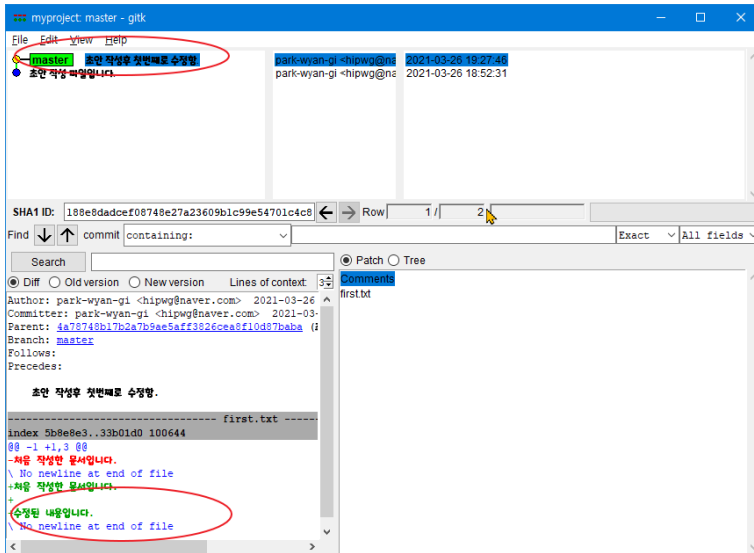 myproject: master - gitk
File Edit View Help
master 초안 작성후 첫번째로 수정함. park-wyan-gi <hipwg@na 2021-03-26 19:27:46
초안 작성 파일입니다. park-wyan-gi <hipwg@na 2021-03-26 18:52:31
SHA1 ID: 188e8dadcef08748e27a23609b1c99e54701c4c8 Row 1 / 2
Find commit containing: Exact All fields
Search Patch Tree
Diff Old version New version Lines of context: 3 Comments
first.txt
Author: park-wyan-gi <hipwg@naver.com> 2021-03-26
Committer: park-wyan-gi <hipwg@naver.com> 2021-03-
Parent: 4a78748b17b2a7b9ae5aff3826cea8f10d87baba (
Branch: master
Follows:
Precedes:
초안 작성후 첫번째로 수정함.
-------------------------------- first.txt -----
index 5b8e8e3..33b01d0 100644
@@ -1 +1,3 @@
-처음 작성한 문서입니다.
\ No newline at end of file
+처음 작성한 문서입니다.
+
+수정된 내용입니다.
\ No newline at end of file